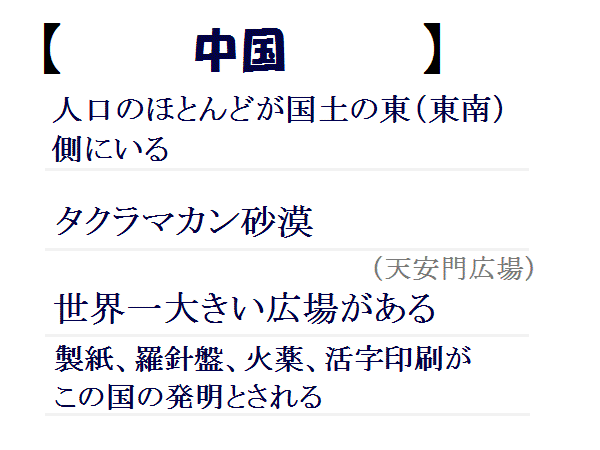 【 中国 】
人口のほとんどが国土の東（東南）
側にいる
タクラマカン砂漠
（天安門広場）
世界一大きい広場がある
製紙、羅針盤、火薬、活字印刷が
この国の発明とされる